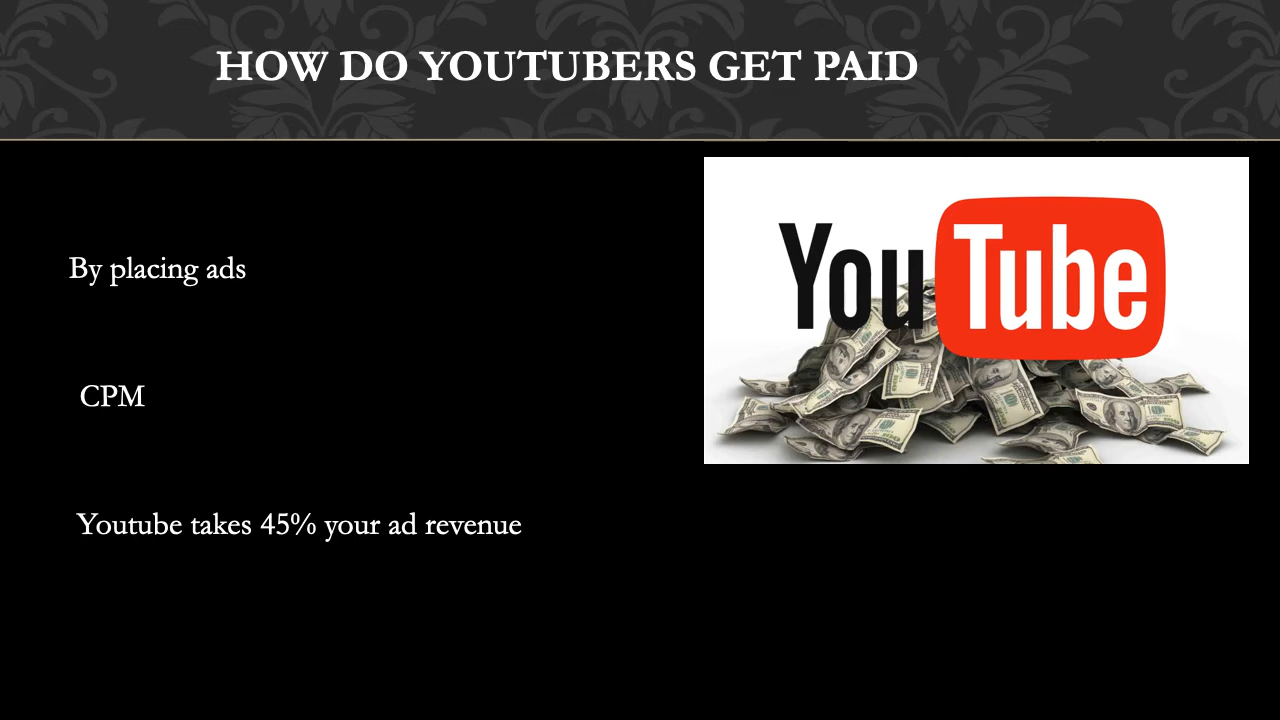 HOW DO YOUTUBERS GET PAID
By placing ads
CPM
Youtube takes 45% your ad revenue
YouTube